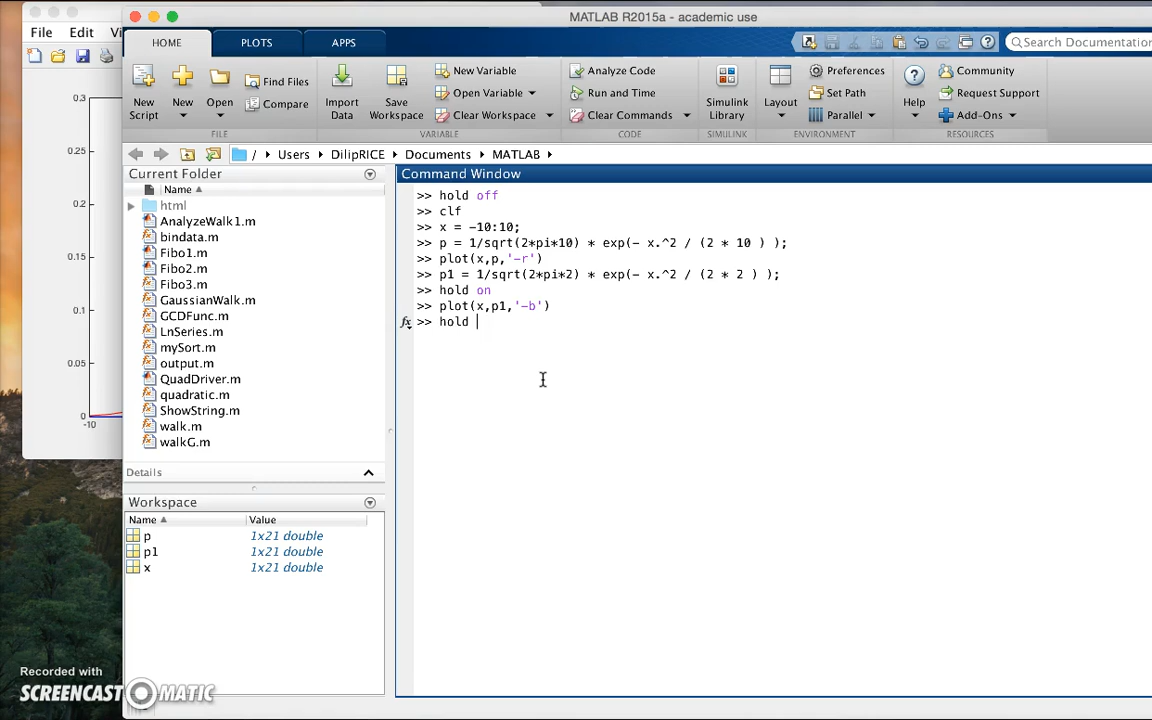 MATLAB R2015a - academic use
File Edit Vi
HOME PLOTS APPS
Search Documentation
New Script
New
Open
Find Files
Compare
FILE
Import Data
Save Workspace
New Variable
Open Variable
Clear Workspace
VARIABLE
Analyze Code
Run and Time
Clear Commands
CODE
Simulink Library
SIMULINK
Layout
Preferences
Set Path
Parallel
ENVIRONMENT
Help
Community
Request Support
Add-Ons
RESOURCES
/ Users DilipRICE Documents MATLAB
Current Folder
Name
html
AnalyzeWalk1.m
bindata.m
Fibo1.m
Fibo2.m
Fibo3.m
GaussianWalk.m
GCDFunc.m
LnSeries.m
mySort.m
output.m
QuadDriver.m
quadratic.m
ShowString.m
walk.m
walkG.m
Details
Workspace
Name Value
p 1x21 double
p1 1x21 double
x 1x21 double
Command Window
>> hold off
>> clf
>> x = -10:10;
>> p = 1/sqrt(2*pi*10) * exp(- x.^2 / (2 * 10 ) );
>> plot(x,p,'-r')
>> p1 = 1/sqrt(2*pi*2) * exp(- x.^2 / (2 * 2 ) );
>> hold on
>> plot(x,p1,'-b')
fx >> hold
0.3
0.25
0.2
0.15
0.1
0.05
0
-10
Recorded with
SCREENCAST MATIC